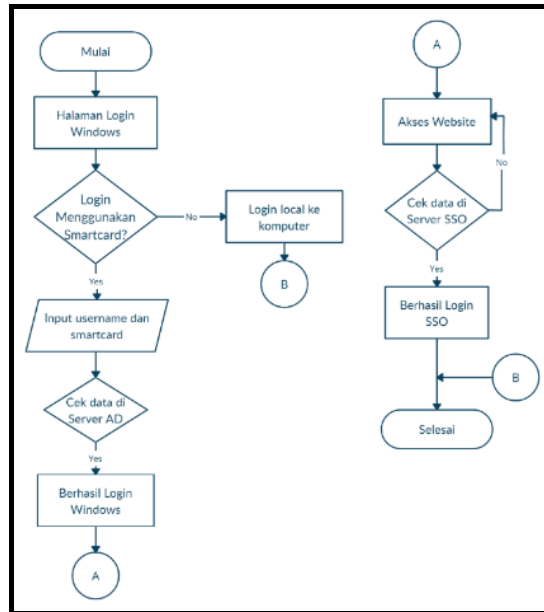 Mulai
Halaman Login
Windows
Login
Menggunakan
Smartcard?
No
Login local ke
komputer
B
Yes
Input username dan
smartcard
Cek data di
Server AD
Yes
Berhasil Login
Windows
A
A
Akses Website
No
Cek data di
Server SSO
Yes
Berhasil Login
SSO
B
Selesai